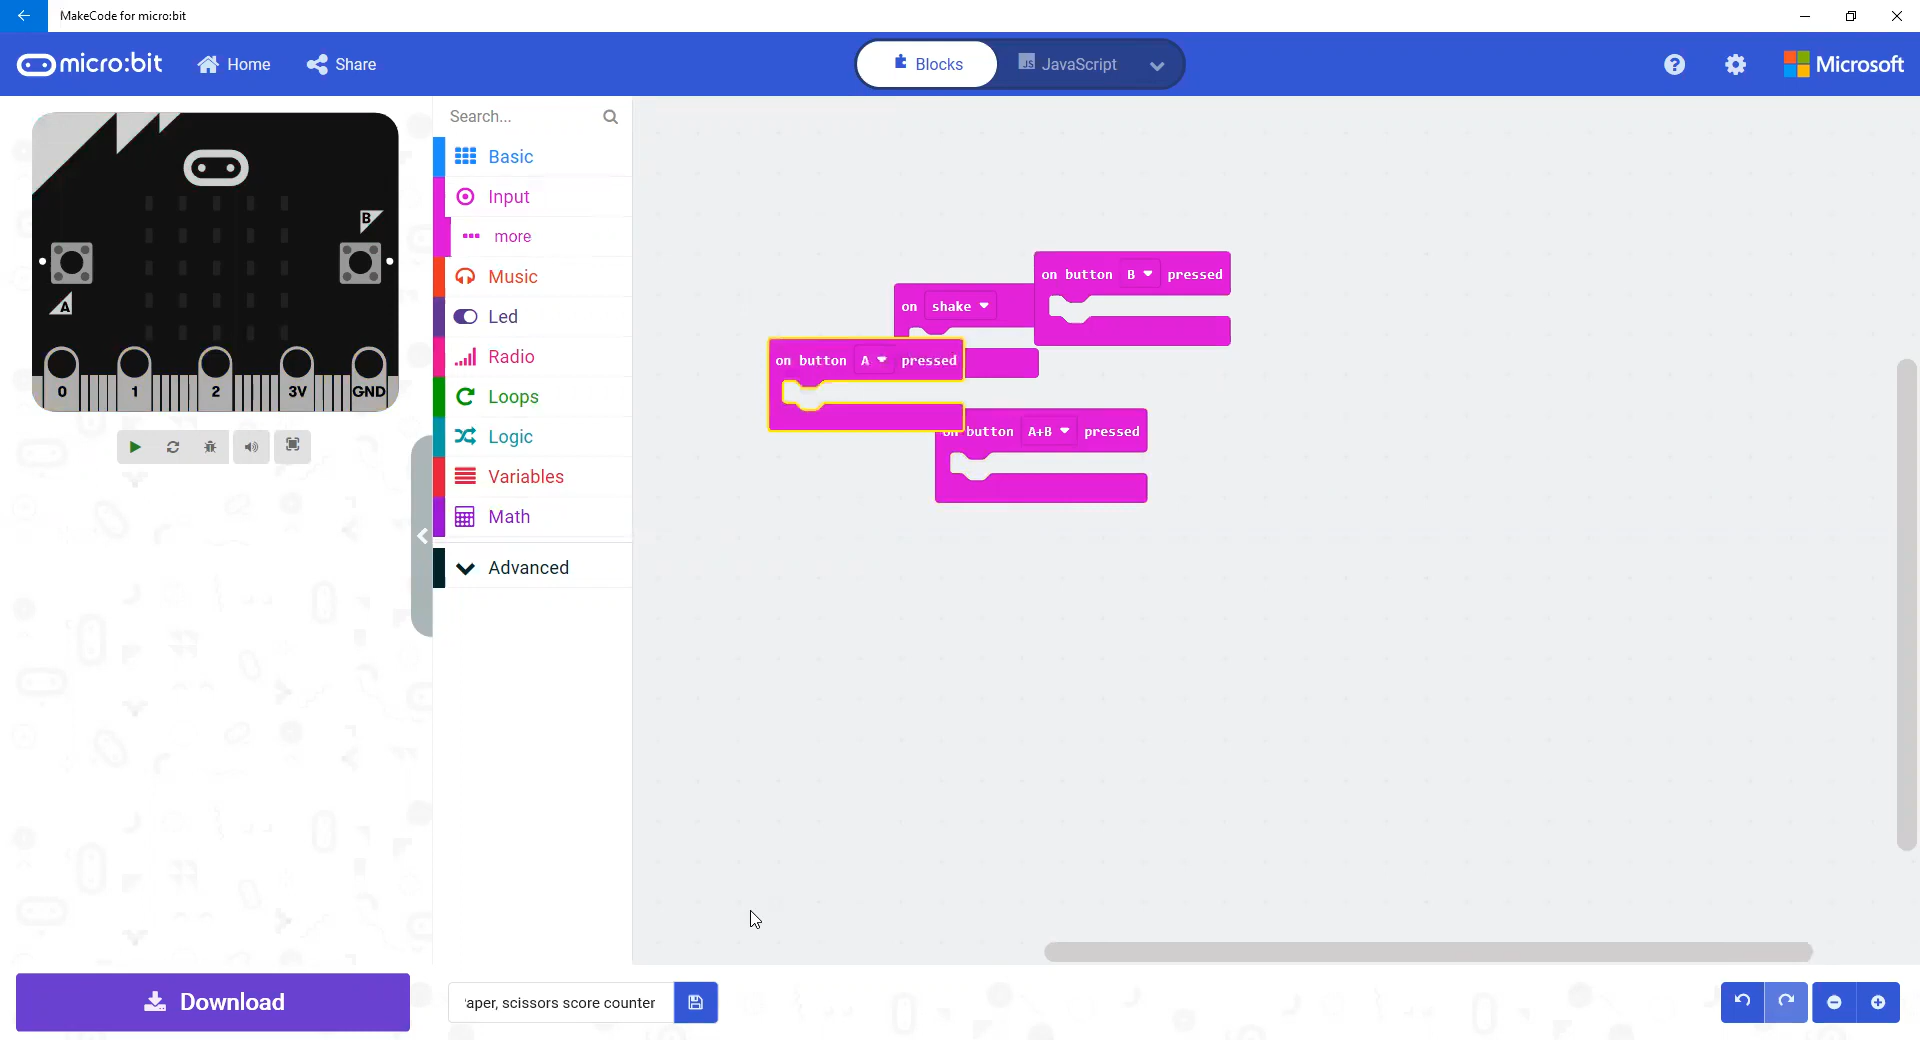 MakeCode for micro:bit
micro:bit
Home
Share
Blocks
JS JavaScript
Microsoft
B
A
0 1 2 3V GND
Search...
Basic
Input
more
Music
Led
Radio
Loops
Logic
Variables
Math
Advanced
on button B pressed
on shake
on button A pressed
button A+B pressed
Download
aper, scissors score counter